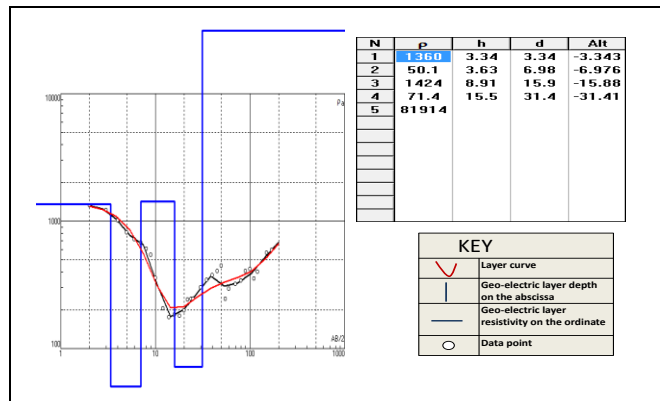 10000
Pa
1000
100
1
10
100
1000
AB/2
N ρ h d Alt
1 1360 3.34 3.34 -3.343
2 50.1 3.63 6.98 -6.976
3 1424 8.91 15.9 -15.88
4 71.4 15.5 31.4 -31.41
5 81914
KEY
Layer curve
Geo-electric layer depth
on the abscissa
Geo-electric layer
resistivity on the ordinate
Data point